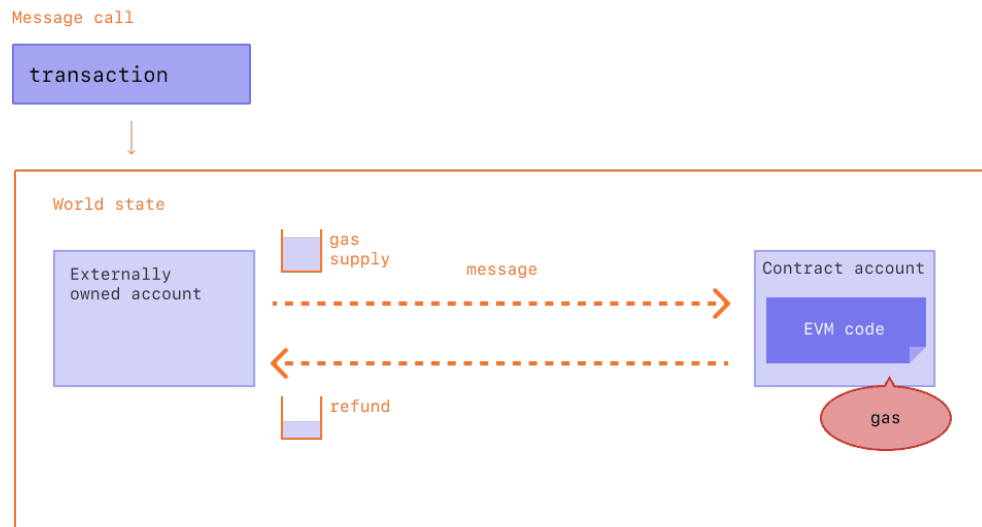 Message call
transaction
World state
gas
supply
message
Externally
owned account
Contract account
EVM code
refund
gas